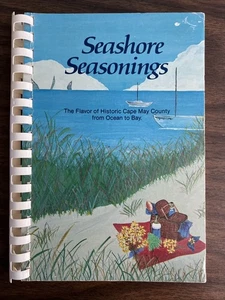 Seashore
Seasonings
The Flavor of Historic Cape May County
from Ocean to Bay.